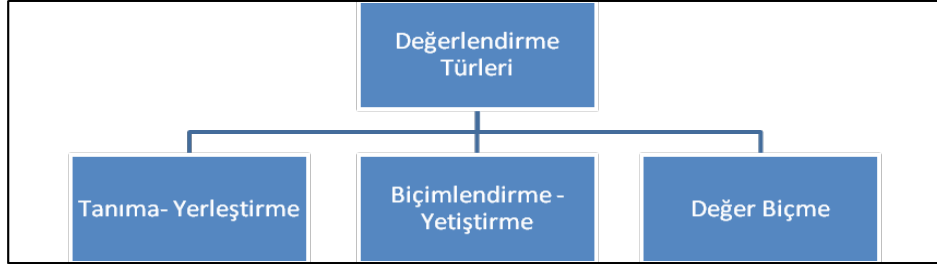 Değerlendirme
Türleri
Tanıma- Yerleştirme
Biçimlendirme -
Yetiştirme
Değer Biçme